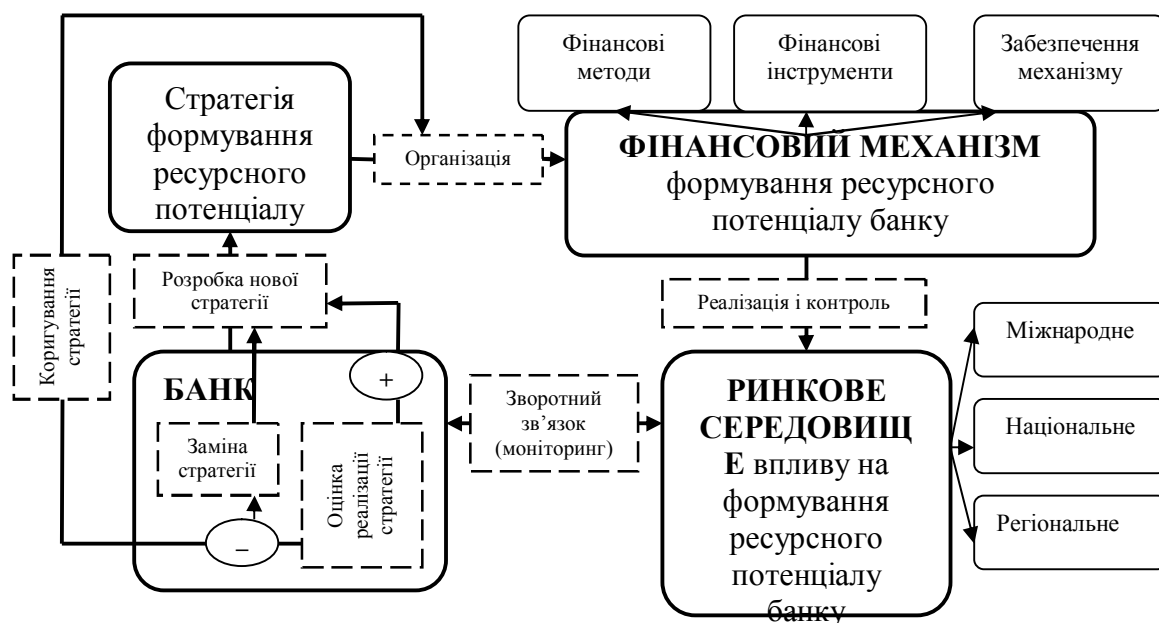 Фінансові
методи
Фінансові
інструменти
Забезпечення
механізму
Стратегія
формування
ресурсного
потенціалу
Організація
ФІНАНСОВИЙ МЕХАНІЗМ
формування ресурсного
потенціалу банку
Коригування
стратегії
Розробка нової
стратегії
Реалізація і контроль
БАНК
+
Заміна
стратегії
–
Оцінка
реалізації
стратегії
Зворотний
зв’язок
(моніторинг)
РИНКОВЕ
СЕРЕДОВИЩ
Е впливу на
формування
ресурсного
потенціалу
банку
Міжнародне
Національне
Регіональне